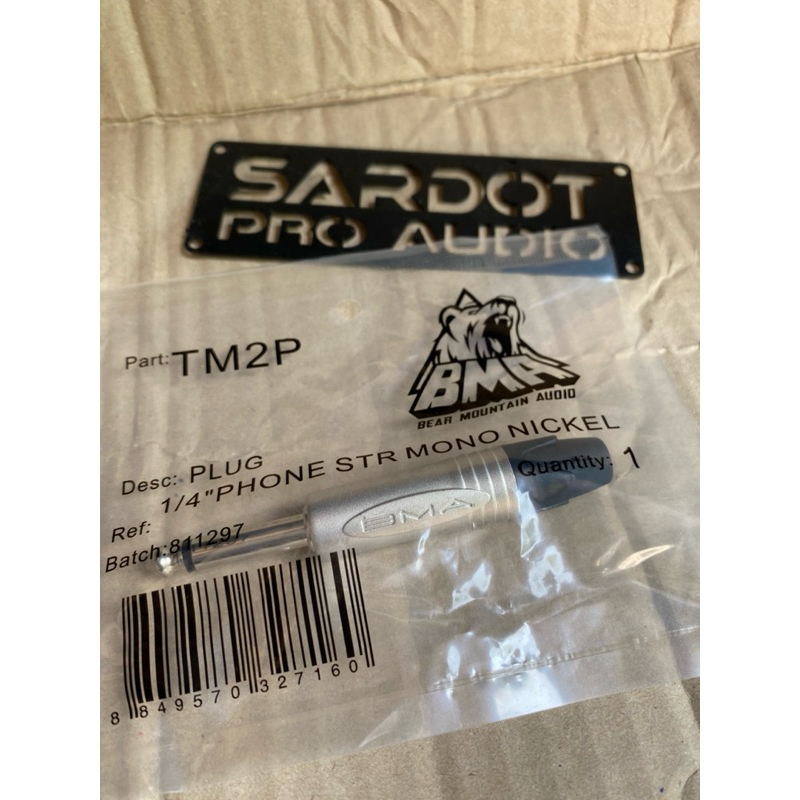 SARDOT
PRO AUDIO
Part:TM2P
BMA
BEAR MOUNTAIN AUDIO
Desc: PLUG
1/4"PHONE STR MONO NICKEL
Ref:
Quantity: 1
Batch:811297
BMA
8 849570 327160